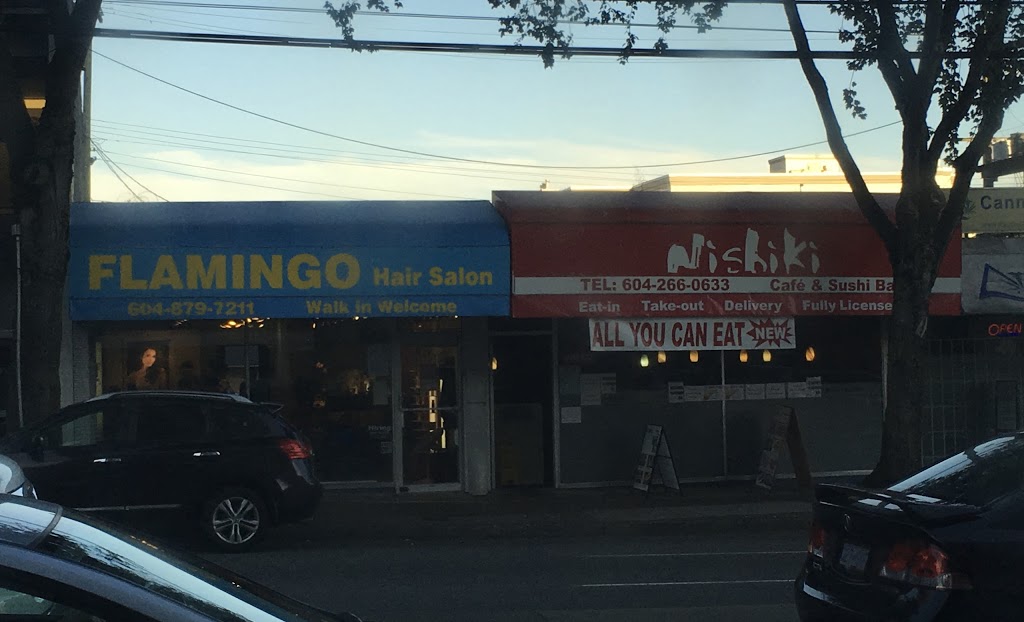 FLAMINGO Hair Salon
604-879-7211 Walk in Welcome
Nishiki
TEL: 604-266-0633 Café & Sushi Ba
Eat-in Take-out Delivery Fully License
ALL YOU CAN EAT NEW
Cann
OPEN